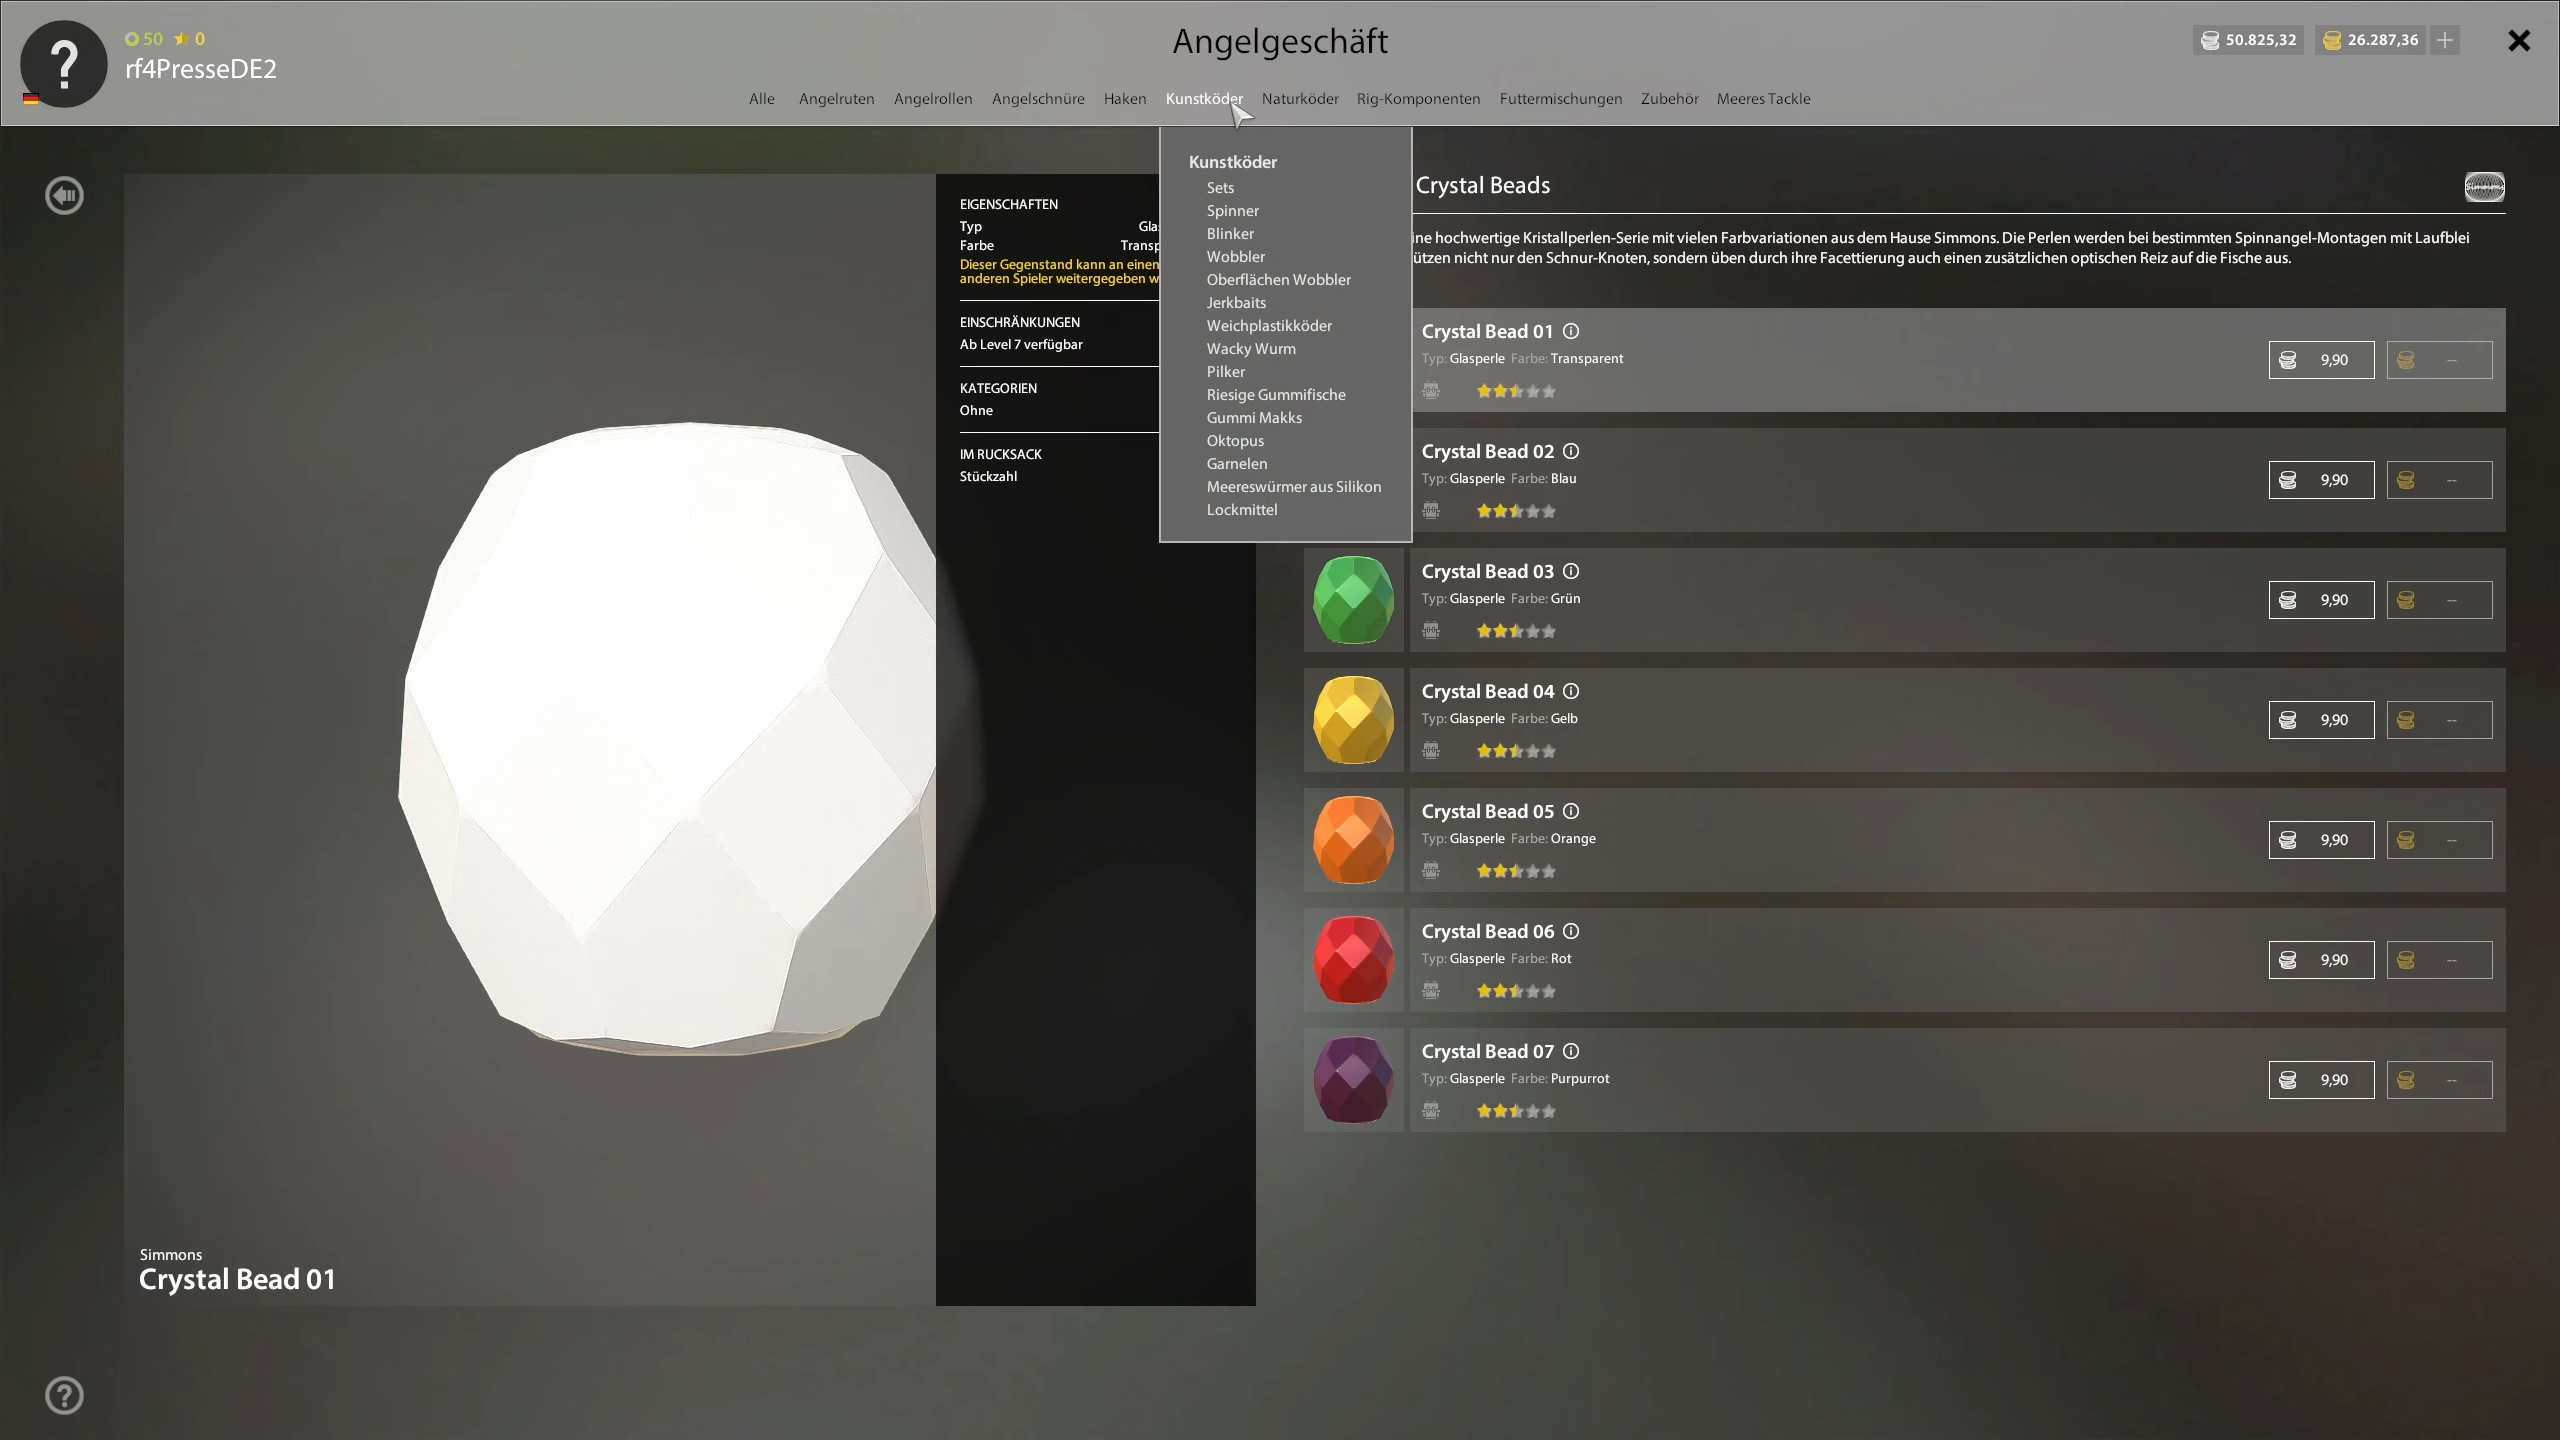 50 0
rf4PresseDE2
Angelgeschäft
50.825,32 26.287,36 +
Alle Angelruten Angelrollen Angelschnüre Haken Kunstköder Naturköder Rig-Komponenten Futtermischungen Zubehör Meeres Tackle
Kunstköder
Sets
Spinner
Blinker
Wobbler
Oberflächen Wobbler
Jerkbaits
Weichplastikköder
Wacky Wurm
Pilker
Riesige Gummifische
Gummi Makks
Oktopus
Garnelen
Meereswürmer aus Silikon
Lockmittel
EIGENSCHAFTEN
Typ Gla
Farbe Transp
Dieser Gegenstand kann an einen
anderen Spieler weitergegeben w
EINSCHRÄNKUNGEN
Ab Level 7 verfügbar
KATEGORIEN
Ohne
IM RUCKSACK
Stückzahl
Simmons
Crystal Bead 01
Crystal Beads
ine hochwertige Kristallperlen-Serie mit vielen Farbvariationen aus dem Hause Simmons. Die Perlen werden bei bestimmten Spinnangel-Montagen mit Laufblei
ützen nicht nur den Schnur-Knoten, sondern üben durch ihre Facettierung auch einen zusätzlichen optischen Reiz auf die Fische aus.
Crystal Bead 01
Typ: Glasperle Farbe: Transparent
9,90 --
Crystal Bead 02
Typ: Glasperle Farbe: Blau
9,90 --
Crystal Bead 03
Typ: Glasperle Farbe: Grün
9,90 --
Crystal Bead 04
Typ: Glasperle Farbe: Gelb
9,90 --
Crystal Bead 05
Typ: Glasperle Farbe: Orange
9,90 --
Crystal Bead 06
Typ: Glasperle Farbe: Rot
9,90 --
Crystal Bead 07
Typ: Glasperle Farbe: Purpurrot
9,90 --